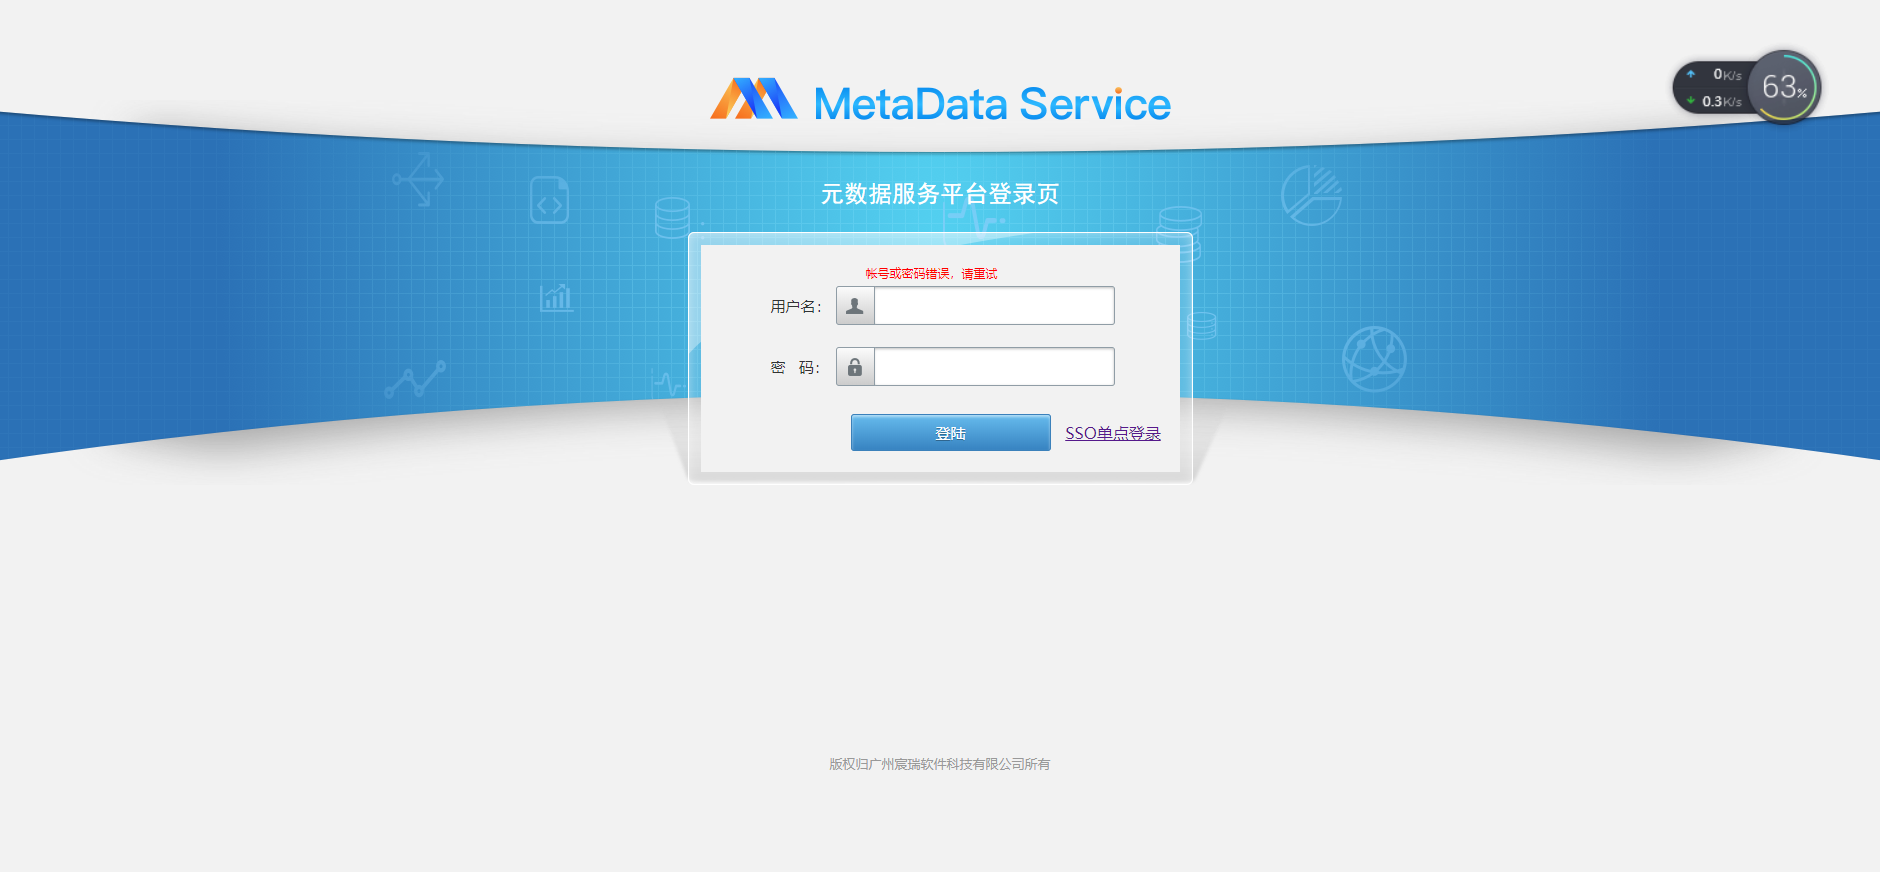 MetaData Service
0K/s
0.3K/s
63%
元数据服务平台登录页
帐号或密码错误，请重试
用户名：
密 码：
登陆 SSO单点登录
版权归广州宸瑞软件科技有限公司所有